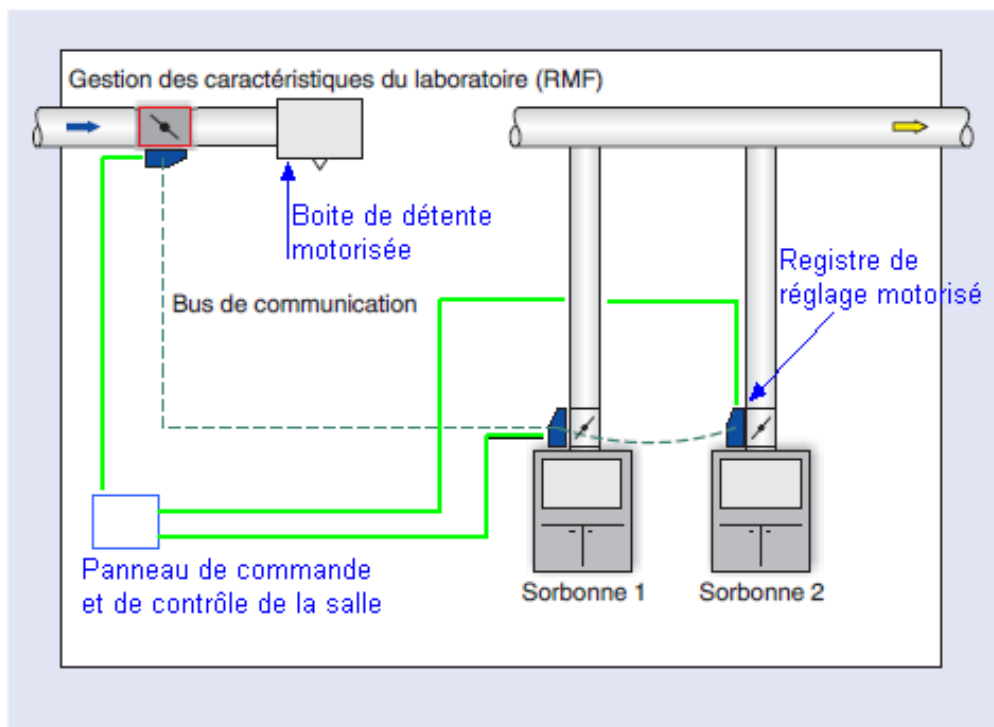 Gestion des caractéristiques du laboratoire (RMF)
Boite de détente
motorisée
Registre de
réglage motorisé
Bus de communication
Panneau de commande
et de contrôle de la salle
Sorbonne 1
Sorbonne 2